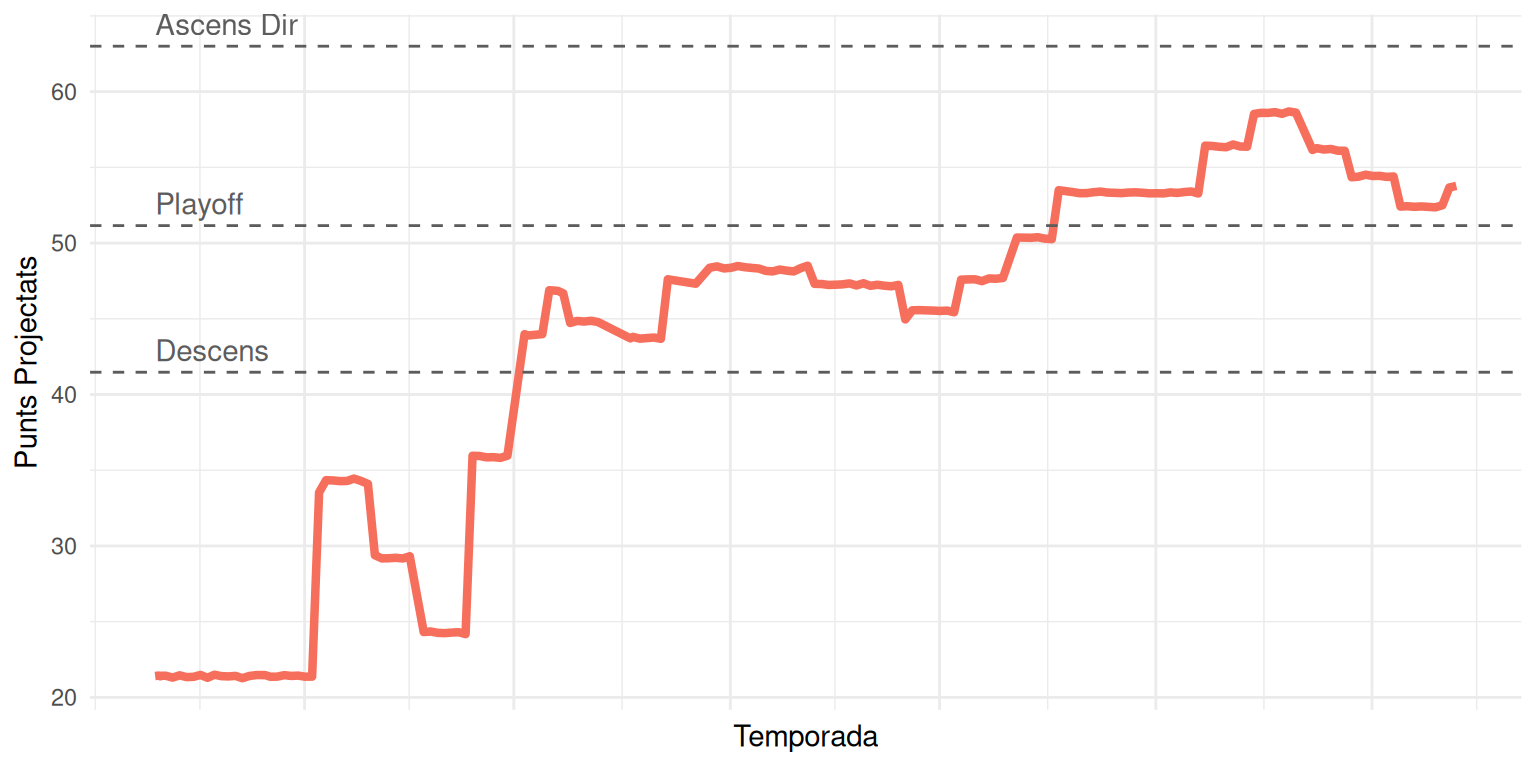 Ascens Dir
60
Playoff
50
Descens
40
30
20
Punts Projectats
Temporada